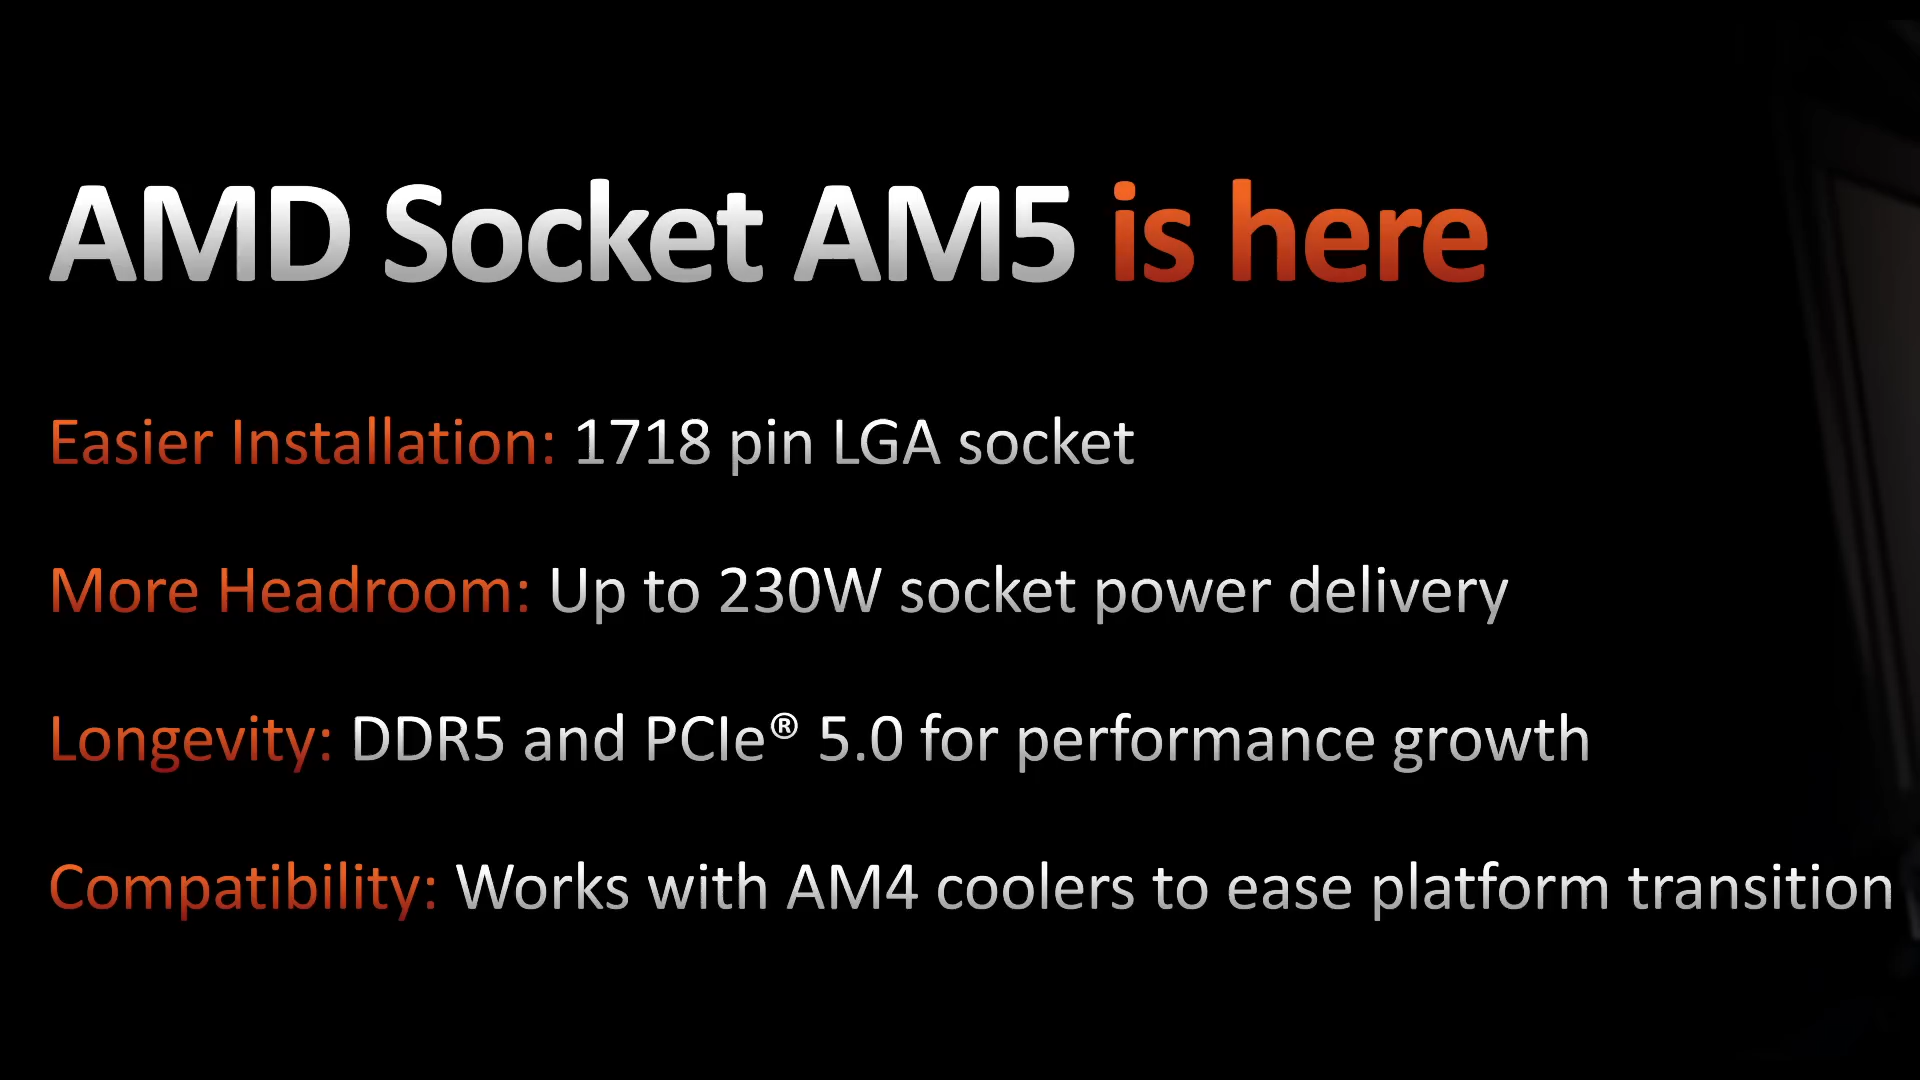 AMD Socket AM5 is here
Easier Installation: 1718 pin LGA socket
More Headroom: Up to 230W socket power delivery
Longevity: DDR5 and PCIe® 5.0 for performance growth
Compatibility: Works with AM4 coolers to ease platform transition